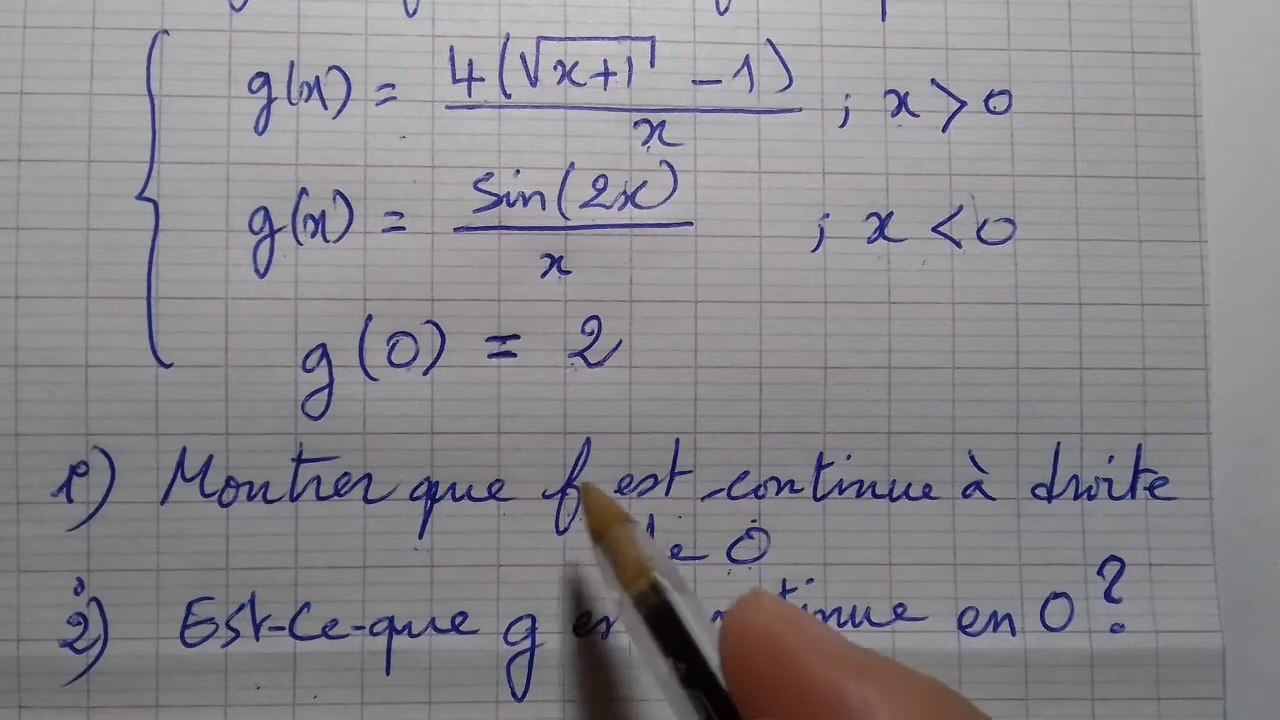 g(x) = 4(√x+1 - 1) / x ; x > 0
g(x) = sin(2x) / x ; x < 0
g(0) = 2
1) Montrer que f est continue à droite
0
2) Est-ce-que g en 0 ?